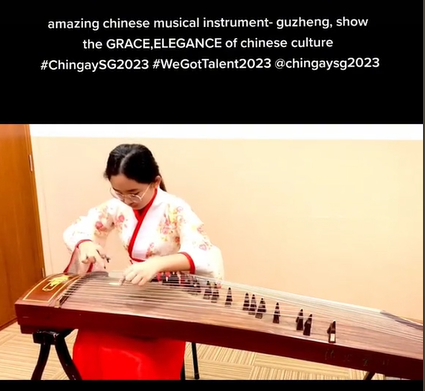 amazing chinese musical instrument- guzheng, show
the GRACE,ELEGANCE of chinese culture
#ChingaySG2023 #WeGotTalent2023 @chingaysg2023